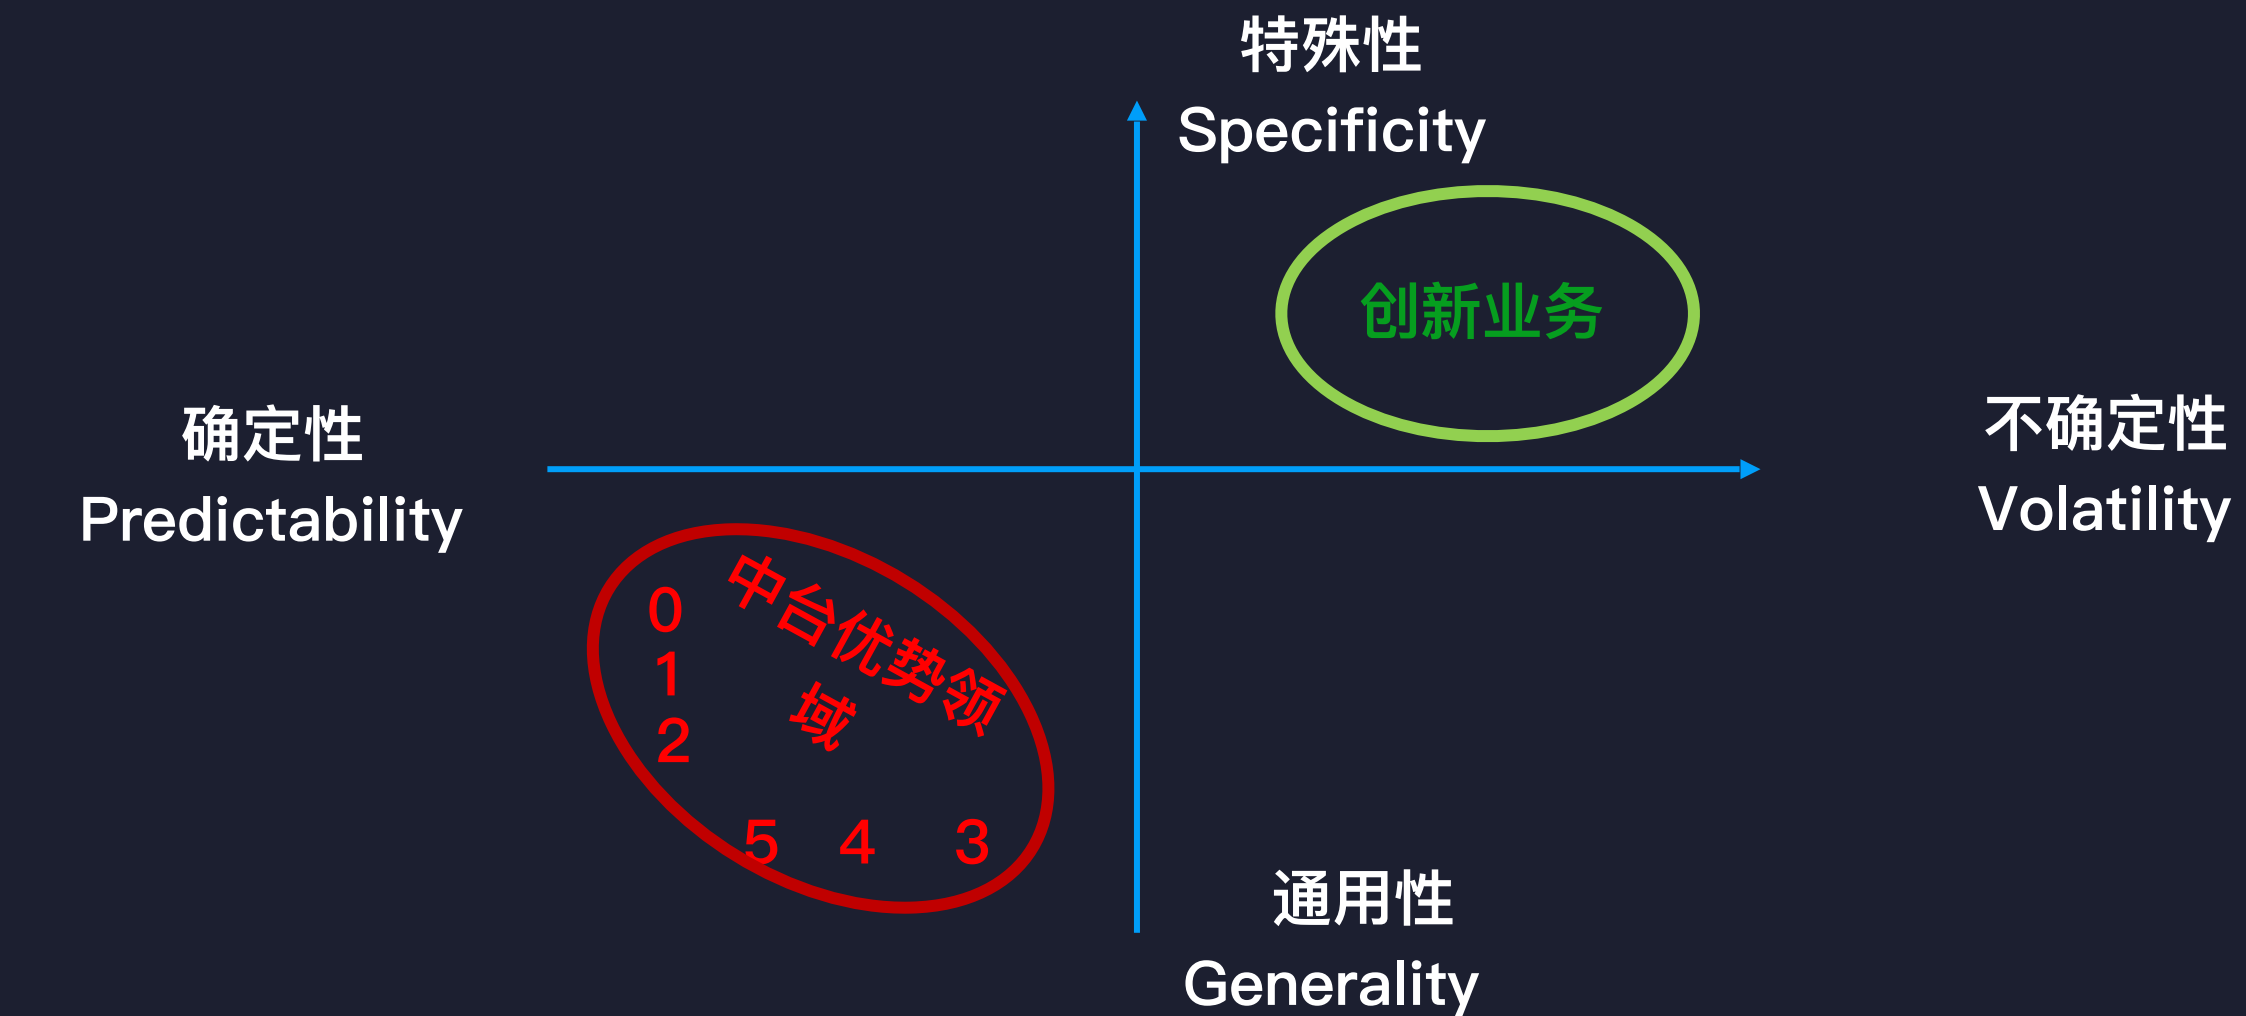 特殊性
Specificity
创新业务
确定性
Predictability
不确定性
Volatility
中台优势领
域
0
1
2
5 4 3
通用性
Generality